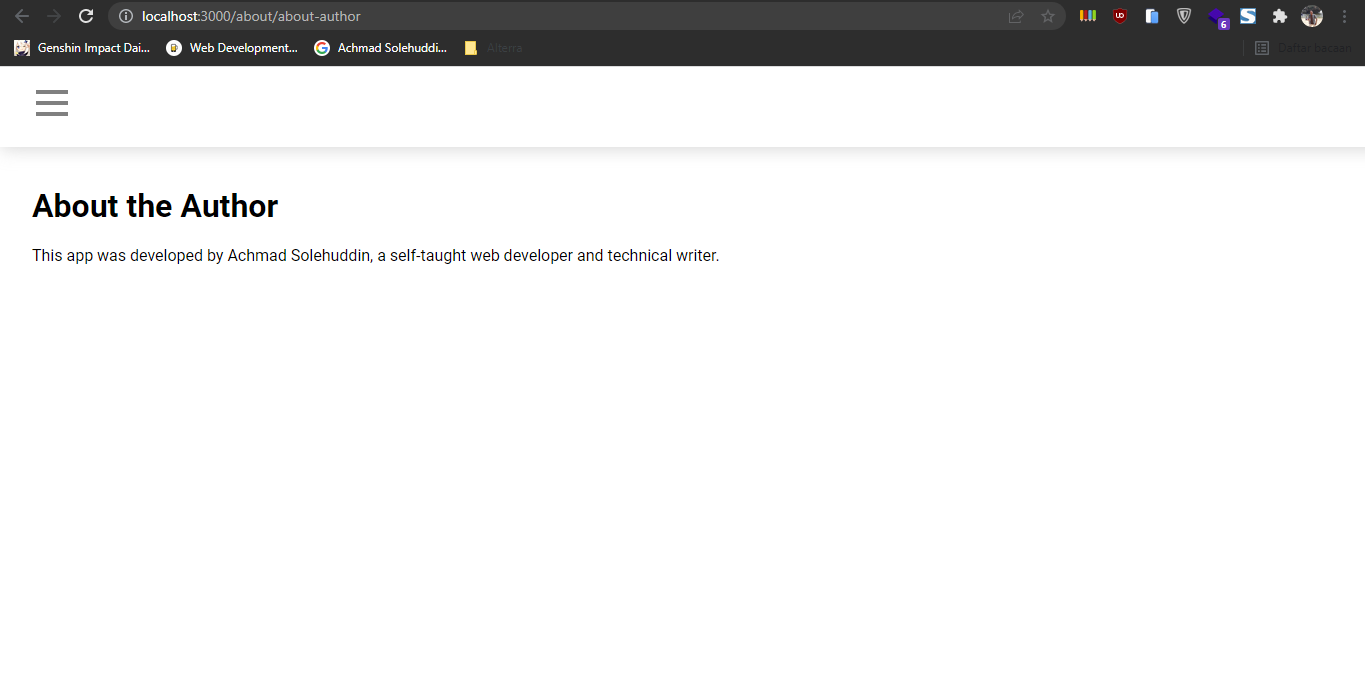 localhost:3000/about/about-author
UO
6
Genshin Impact Dai...
Web Development...
Achmad Solehuddi...
Alterra
Daftar bacaan
About the Author
This app was developed by Achmad Solehuddin, a self-taught web developer and technical writer.